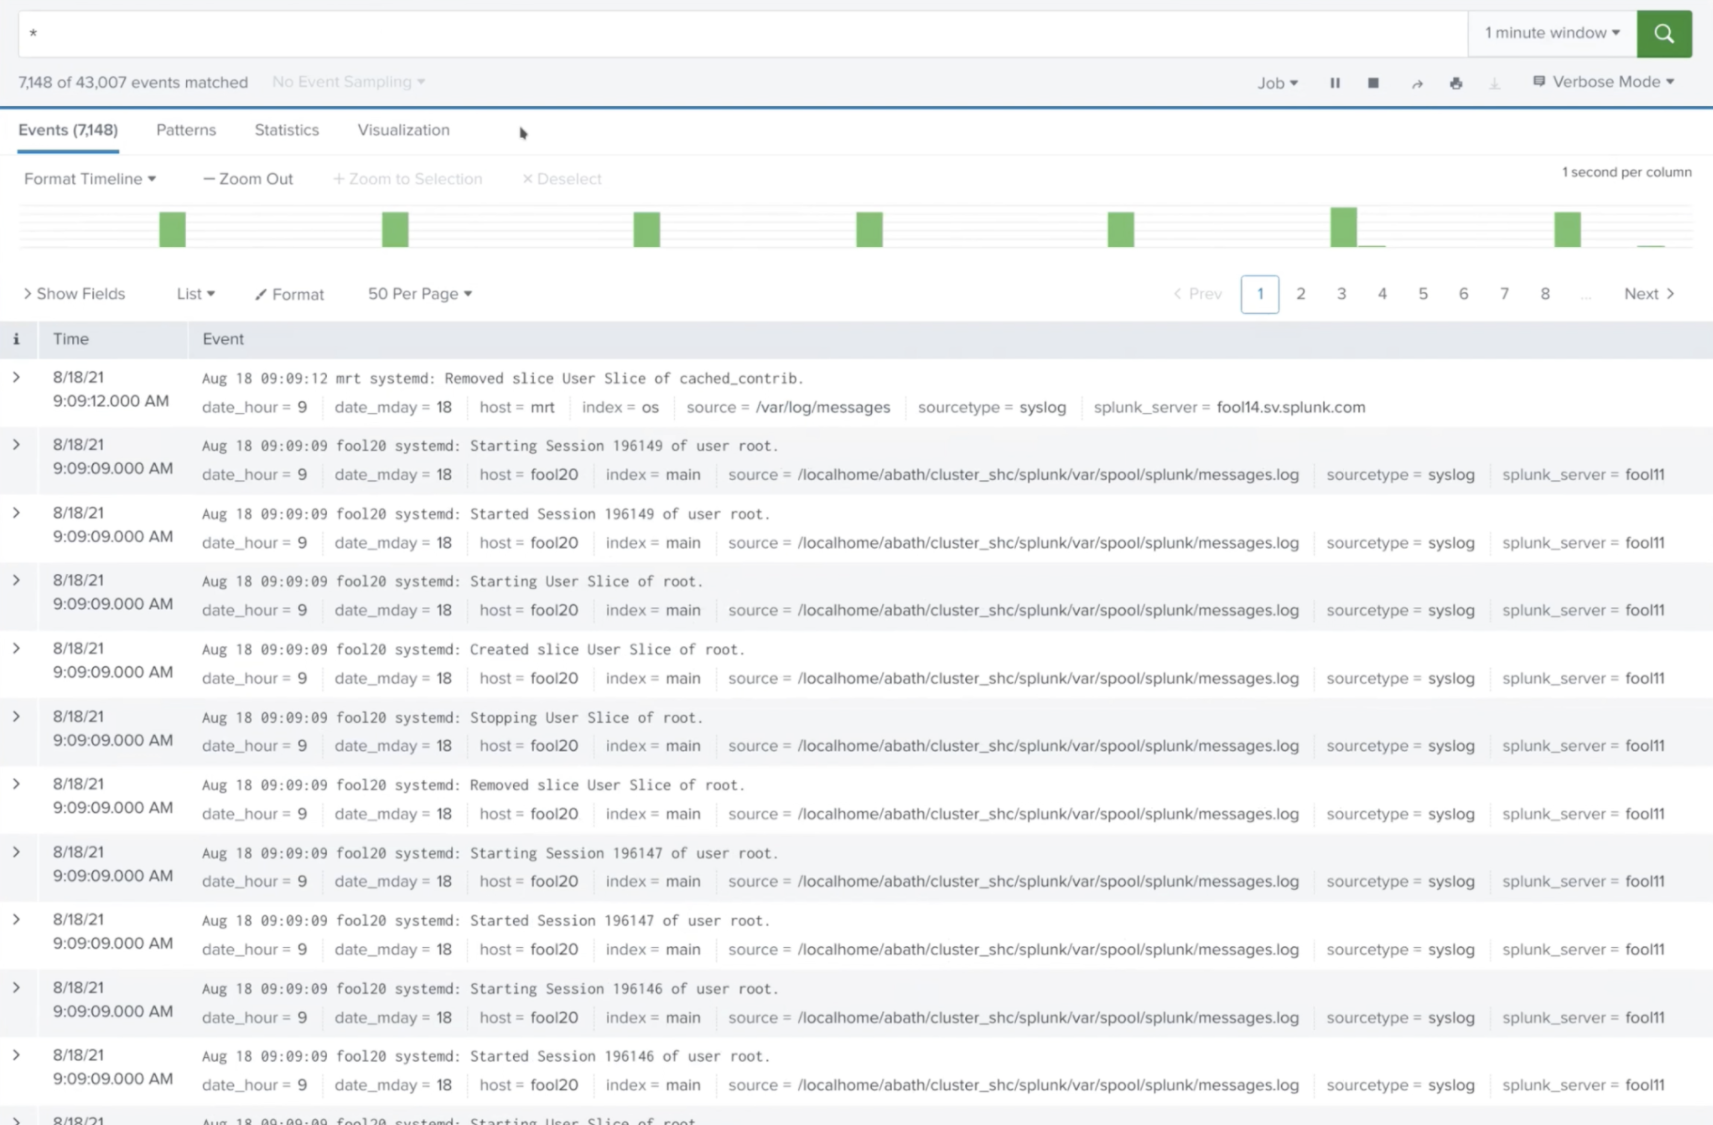 *
1 minute window
7,148 of 43,007 events matched No Event Sampling Job Verbose Mode
Events (7,148) Patterns Statistics Visualization
Format Timeline — Zoom Out + Zoom to Selection × Deselect 1 second per column
> Show Fields List Format 50 Per Page < Prev 1 2 3 4 5 6 7 8 ... Next >
i Time Event
> 8/18/21 Aug 18 09:09:12 mrt systemd: Removed slice User Slice of cached_contrib.
9:09:12.000 AM date_hour = 9 date_mday = 18 host = mrt index = os source = /var/log/messages sourcetype = syslog splunk_server = fool14.sv.splunk.com
> 8/18/21 Aug 18 09:09:09 fool20 systemd: Starting Session 196149 of user root.
9:09:09.000 AM date_hour = 9 date_mday = 18 host = fool20 index = main source = /localhome/abath/cluster_shc/splunk/var/spool/splunk/messages.log sourcetype = syslog splunk_server = fool11
> 8/18/21 Aug 18 09:09:09 fool20 systemd: Started Session 196149 of user root.
9:09:09.000 AM date_hour = 9 date_mday = 18 host = fool20 index = main source = /localhome/abath/cluster_shc/splunk/var/spool/splunk/messages.log sourcetype = syslog splunk_server = fool11
> 8/18/21 Aug 18 09:09:09 fool20 systemd: Starting User Slice of root.
9:09:09.000 AM date_hour = 9 date_mday = 18 host = fool20 index = main source = /localhome/abath/cluster_shc/splunk/var/spool/splunk/messages.log sourcetype = syslog splunk_server = fool11
> 8/18/21 Aug 18 09:09:09 fool20 systemd: Created slice User Slice of root.
9:09:09.000 AM date_hour = 9 date_mday = 18 host = fool20 index = main source = /localhome/abath/cluster_shc/splunk/var/spool/splunk/messages.log sourcetype = syslog splunk_server = fool11
> 8/18/21 Aug 18 09:09:09 fool20 systemd: Stopping User Slice of root.
9:09:09.000 AM date_hour = 9 date_mday = 18 host = fool20 index = main source = /localhome/abath/cluster_shc/splunk/var/spool/splunk/messages.log sourcetype = syslog splunk_server = fool11
> 8/18/21 Aug 18 09:09:09 fool20 systemd: Removed slice User Slice of root.
9:09:09.000 AM date_hour = 9 date_mday = 18 host = fool20 index = main source = /localhome/abath/cluster_shc/splunk/var/spool/splunk/messages.log sourcetype = syslog splunk_server = fool11
> 8/18/21 Aug 18 09:09:09 fool20 systemd: Starting Session 196147 of user root.
9:09:09.000 AM date_hour = 9 date_mday = 18 host = fool20 index = main source = /localhome/abath/cluster_shc/splunk/var/spool/splunk/messages.log sourcetype = syslog splunk_server = fool11
> 8/18/21 Aug 18 09:09:09 fool20 systemd: Started Session 196147 of user root.
9:09:09.000 AM date_hour = 9 date_mday = 18 host = fool20 index = main source = /localhome/abath/cluster_shc/splunk/var/spool/splunk/messages.log sourcetype = syslog splunk_server = fool11
> 8/18/21 Aug 18 09:09:09 fool20 systemd: Starting Session 196146 of user root.
9:09:09.000 AM date_hour = 9 date_mday = 18 host = fool20 index = main source = /localhome/abath/cluster_shc/splunk/var/spool/splunk/messages.log sourcetype = syslog splunk_server = fool11
> 8/18/21 Aug 18 09:09:09 fool20 systemd: Started Session 196146 of user root.
9:09:09.000 AM date_hour = 9 date_mday = 18 host = fool20 index = main source = /localhome/abath/cluster_shc/splunk/var/spool/splunk/messages.log sourcetype = syslog splunk_server = fool11
> 8/18/21 Aug 18 09:09:09 fool20 systemd: Starting User Slice of root.